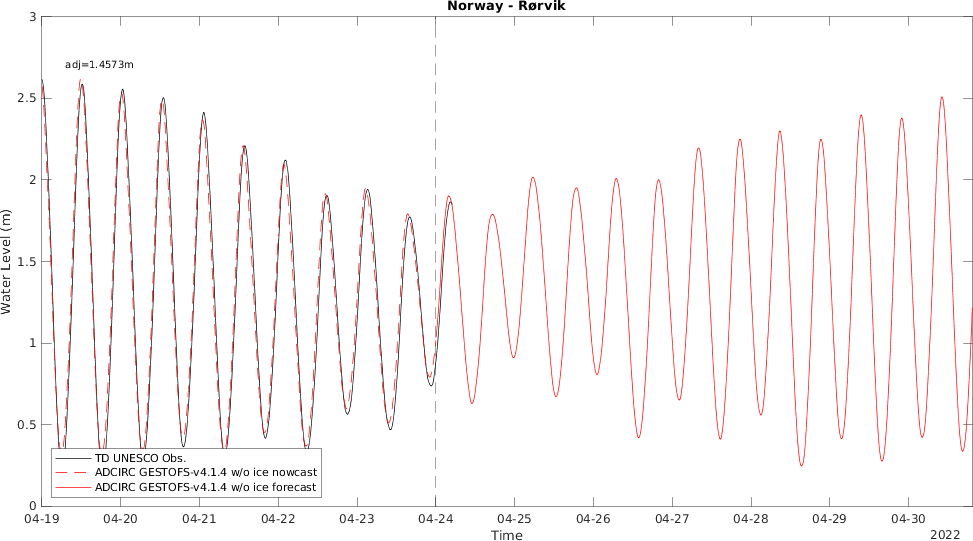 Norway - Rørvik
adj=1.4573m
Water Level (m)
3
2.5
2
1.5
1
0.5
0
TD UNESCO Obs.
ADCIRC GESTOFS-v4.1.4 w/o ice nowcast
ADCIRC GESTOFS-v4.1.4 w/o ice forecast
04-19 04-20 04-21 04-22 04-23 04-24 04-25 04-26 04-27 04-28 04-29 04-30
Time
2022